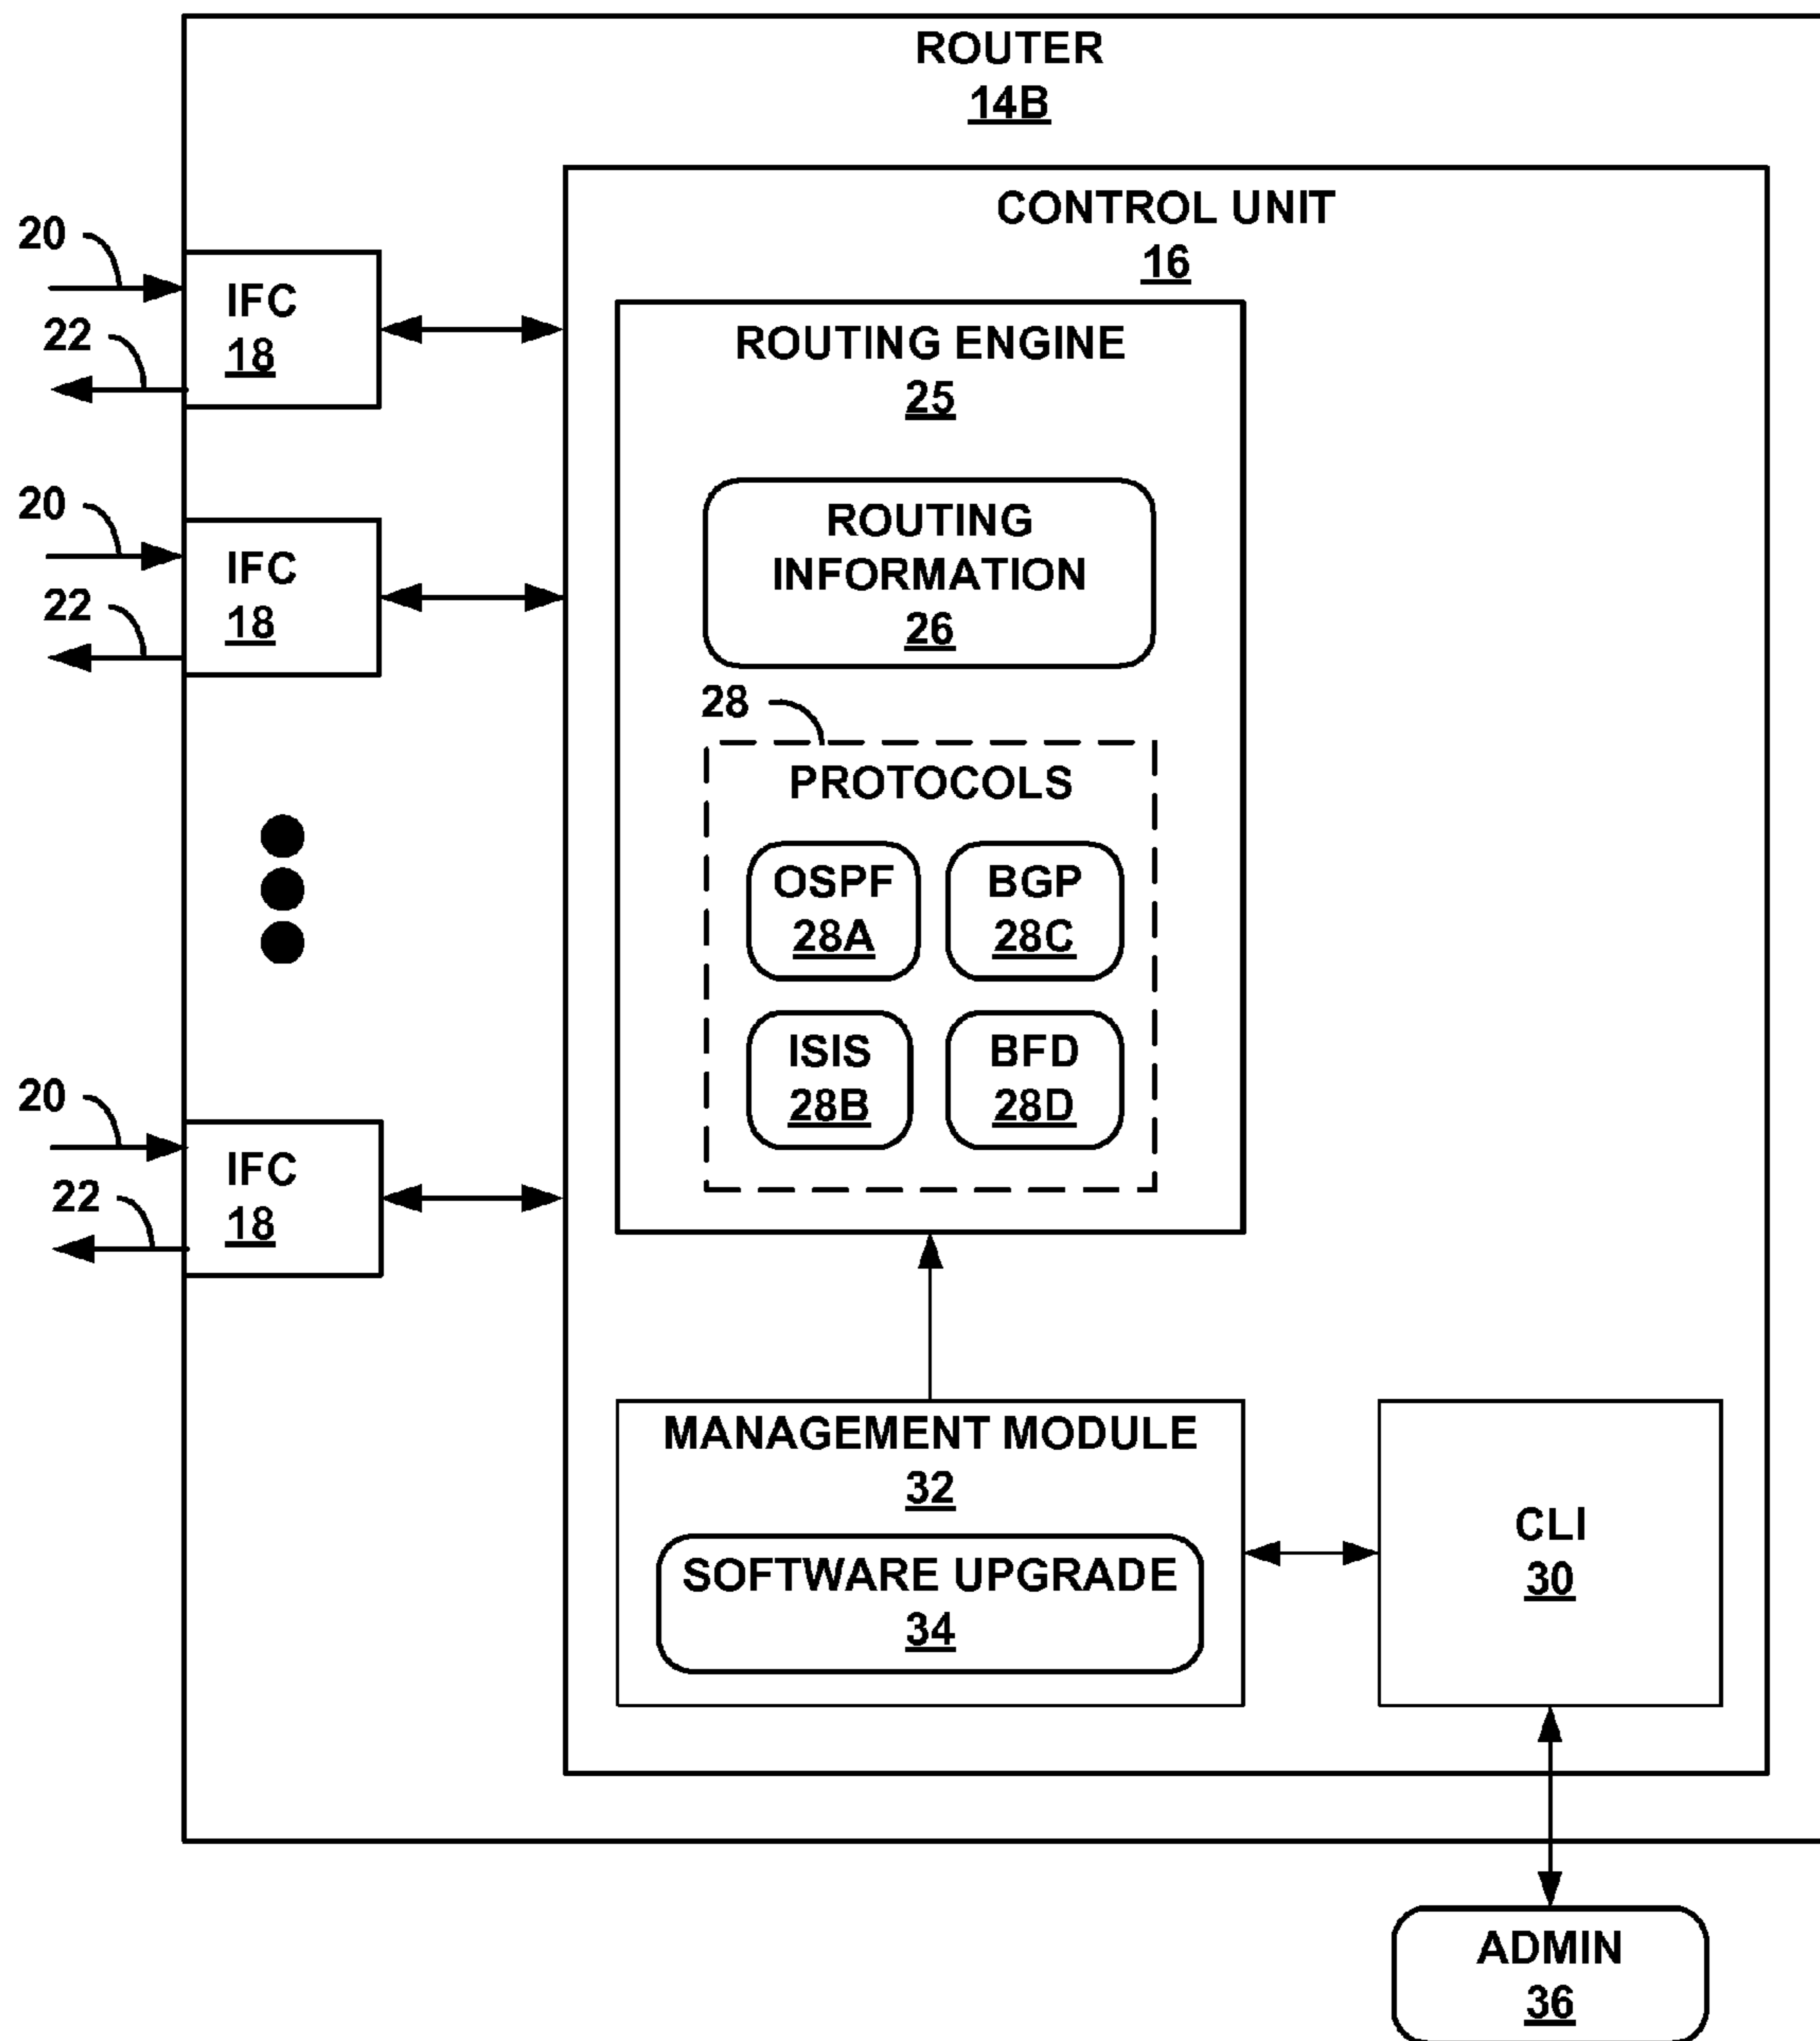 ROUTER
14B
CONTROL UNIT
16
20
IFC
18
22
20
IFC
18
22
20
IFC
18
22
ROUTING ENGINE
25
ROUTING
INFORMATION
26
28
PROTOCOLS
OSPF
28A
BGP
28C
ISIS
28B
BFD
28D
MANAGEMENT MODULE
32
SOFTWARE UPGRADE
34
CLI
30
ADMIN
36